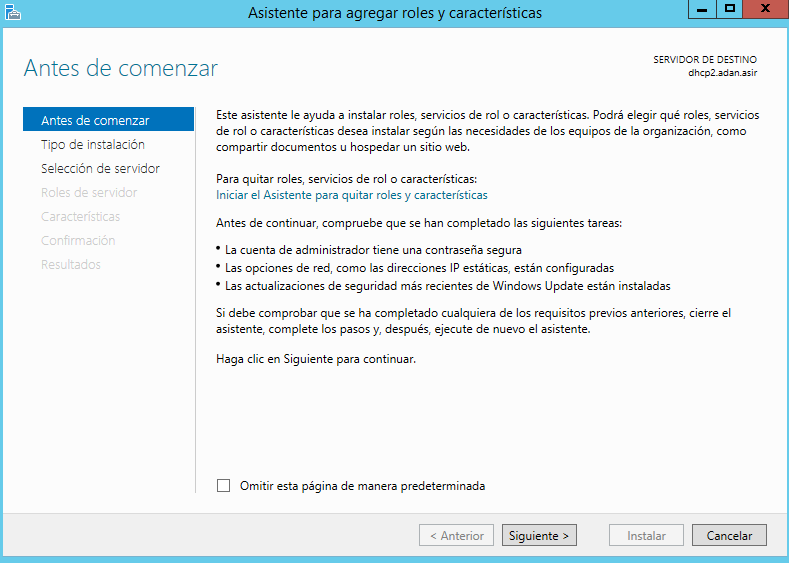 Asistente para agregar roles y características
Antes de comenzar
SERVIDOR DE DESTINO
dhcp2.adan.asir
Antes de comenzar
Tipo de instalación
Selección de servidor
Roles de servidor
Características
Confirmación
Resultados
Este asistente le ayuda a instalar roles, servicios de rol o características. Podrá elegir qué roles, servicios
de rol o características desea instalar según las necesidades de los equipos de la organización, como
compartir documentos u hospedar un sitio web.
Para quitar roles, servicios de rol o características:
Iniciar el Asistente para quitar roles y características
Antes de continuar, compruebe que se han completado las siguientes tareas:
• La cuenta de administrador tiene una contraseña segura
• Las opciones de red, como las direcciones IP estáticas, están configuradas
• Las actualizaciones de seguridad más recientes de Windows Update están instaladas
Si debe comprobar que se ha completado cualquiera de los requisitos previos anteriores, cierre el
asistente, complete los pasos y, después, ejecute de nuevo el asistente.
Haga clic en Siguiente para continuar.
Omitir esta página de manera predeterminada
< Anterior
Siguiente >
Instalar
Cancelar